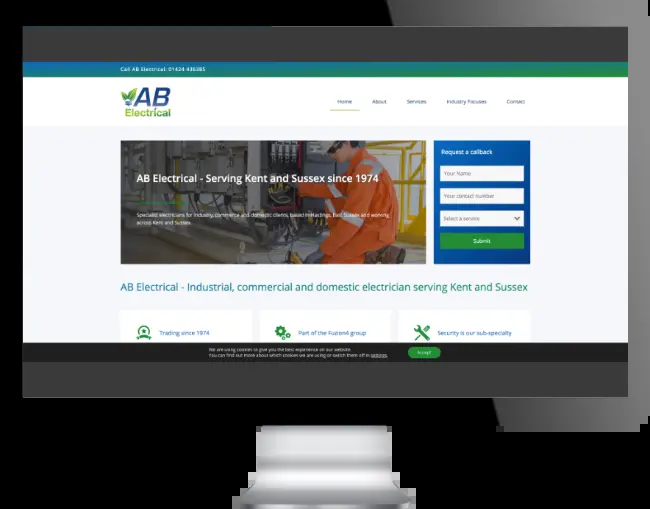 Call AB Electrical: 01424 436385
AB
Electrical
Home About Services Industry Focuses Contact
AB Electrical - Serving Kent and Sussex since 1974
Specialist electricians for industry, commerce and domestic clients, based in Hastings, East Sussex and working
across Kent and Sussex
Request a callback
Your Name
Your contact number
Select a service
Submit
AB Electrical - Industrial, commercial and domestic electrician serving Kent and Sussex
Trading since 1974 Part of the Fuzion4 group Security is our sub-specialty
We are using cookies to give you the best experience on our website.
You can find out more about which cookies we are using or switch them off in settings.
Accept